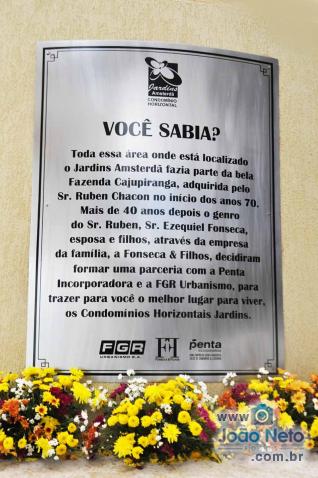 Jardins
Amsterdã
CONDOMÍNIO
HORIZONTAL
VOCÊ SABIA?
Toda essa área onde está localizado
o Jardins Amsterdã fazia parte da bela
Fazenda Cajupiranga, adquirida pelo
Sr. Ruben Chacon no início dos anos 70.
Mais de 40 anos depois o genro
do Sr. Ruben, Sr. Ezequiel Fonseca,
esposa e filhos, através da empresa
da família, a Fonseca & Filhos, decidiram
formar uma parceria com a Penta
Incorporadora e a FGR Urbanismo, para
trazer para você o melhor lugar para viver,
os Condomínios Horizontais Jardins.
FGR
URBANISMO S.A.
penta
www
João Neto
.com.br